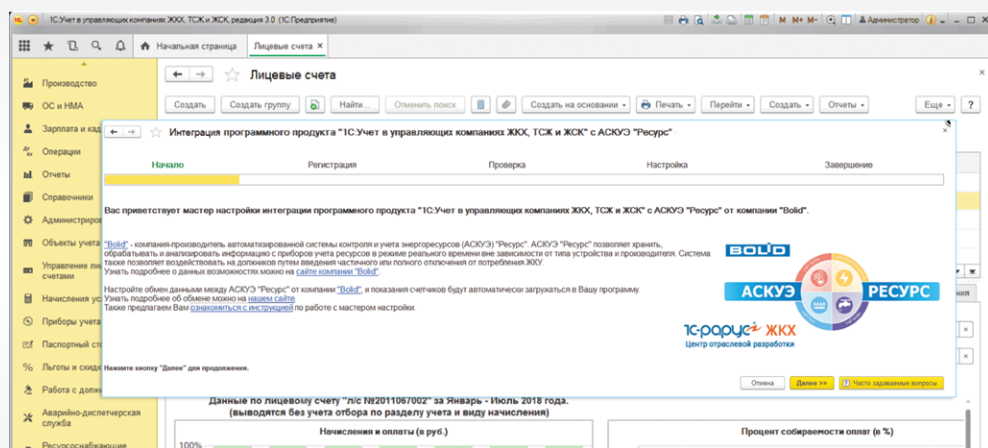 1С:Учет в управляющих компаниях ЖКХ, ТСЖ и ЖСК, редакция 3.0 (1С:Предприятие)
M M+ M-
Администратор
Начальная страница
Лицевые счета ×
Производство
ОС и НМА
Зарплата и кад
Операции
Отчеты
Справочники
Администриров
Объекты учета
Управление ли
счетами
Начисления ус
Приборы учета
Паспортный ст
Льготы и скидк
Работа с должн
Аварийно-диспетчерская
служба
Ресурсоснабжающие
Лицевые счета
Создать
Создать группу
Найти...
Отменить поиск
Создать на основании
Печать
Перейти
Создать
Отчеты
Еще
?
Интеграция программного продукта "1С:Учет в управляющих компаниях ЖКХ, ТСЖ и ЖСК" с АСКУЭ "Ресурс"
Начало
Регистрация
Проверка
Настройка
Завершение
Вас приветствует мастер настройки интеграции программного продукта "1С:Учет в управляющих компаниях ЖКХ, ТСЖ и ЖСК" с АСКУЭ "Ресурс" от компании "Bolid".
"Bolid" - компания-производитель автоматизированной системы контроля и учета энергоресурсов (АСКУЭ) "Ресурс". АСКУЭ "Ресурс" позволяет хранить,
обрабатывать и анализировать информацию с приборов учета ресурсов в режиме реального времени вне зависимости от типа устройства и производителя. Система
также позволяет воздействовать на должников путем введения частичного или полного отключения от потребления ЖКУ.
Узнать подробнее о данных возможностях можно на сайте компании "Bolid".
Настройте обмен данными между АСКУЭ "Ресурс" от компании "Bolid", и показания счетчиков будут автоматически загружаться в Вашу программу.
Узнать подробнее об обмене можно на нашем сайте.
Также предлагаем Вам ознакомиться с инструкцией по работе с мастером настройки.
BOLID
АСКУЭ РЕСУРС
1С-рарус ЖКХ
Центр отраслевой разработки
Нажмите кнопку "Далее" для продолжения.
Отмена
Далее >>
? Часто задаваемые вопросы
ния
Данные по лицевому счету "л/с №2011067002" за Январь - Июль 2018 года.
(выводятся без учета отбора по разделу учета и виду начисления)
Начисления и оплаты (в руб.)
Процент собираемости оплат (в %)
100%